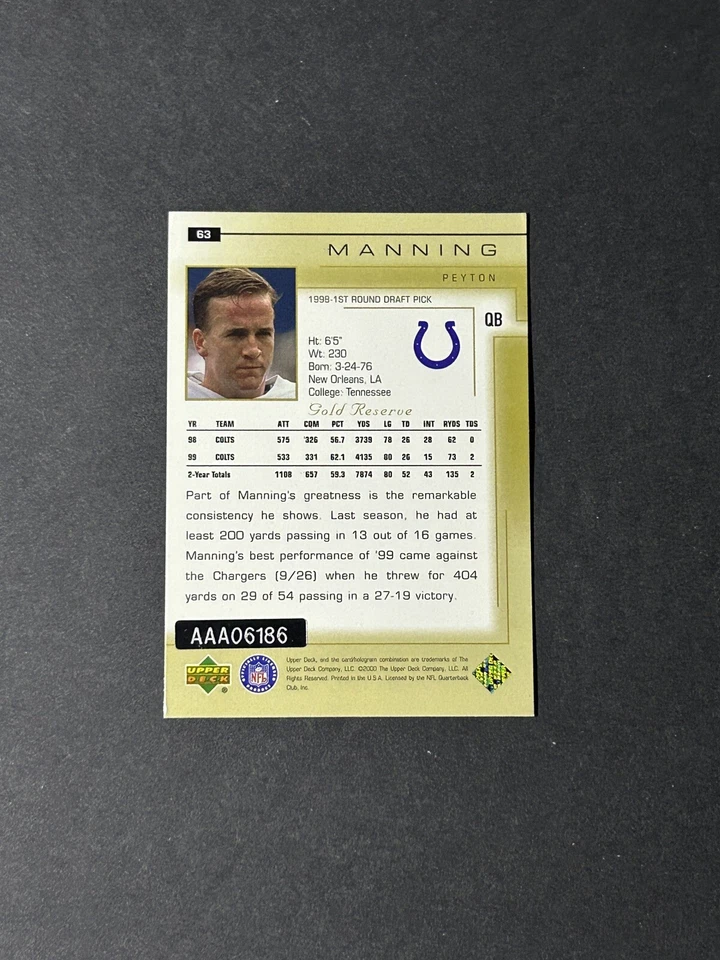 63
MANNING
PEYTON
1998-1ST ROUND DRAFT PICK
QB
Ht: 6'5"
Wt: 230
Born: 3-24-76
New Orleans, LA
College: Tennessee
Gold Reserve
YR TEAM ATT COM PCT YDS LG TD INT RYDS TDS
98 COLTS 575 326 56.7 3739 78 26 28 62 0
99 COLTS 533 331 62.1 4135 80 26 15 73 2
2-Year Totals 1108 657 59.3 7874 80 52 43 135 2
Part of Manning's greatness is the remarkable
consistency he shows. Last season, he had at
least 200 yards passing in 13 out of 16 games.
Manning's best performance of '99 came against
the Chargers (9/26) when he threw for 404
yards on 29 of 54 passing in a 27-19 victory.
AAA06186
UPPER
DECK
®
NFL
Upper Deck, and the card/hologram combination are trademarks of The
Upper Deck Company, LLC. ©2000 The Upper Deck Company, LLC. All
Rights Reserved. Printed in the U.S.A. Licensed by the NFL Quarterback
Club, Inc.